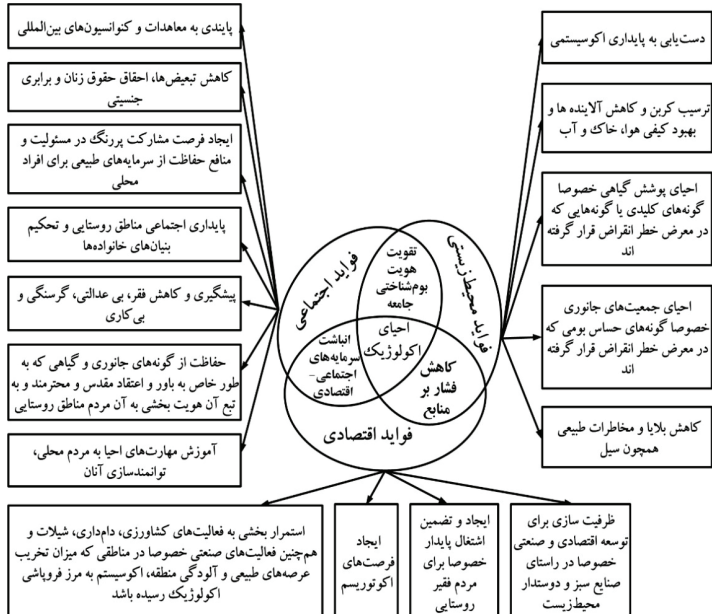 پایندی به معاهدات و کنوانسیون‌های بین‌المللی
کاهش تبعیض‌ها، احقاق حقوق زنان و برابری
جنسیتی
ایجاد فرصت مشارکت پررنگ در مسئولیت و
منافع حفاظت از سرمایه‌های طبیعی برای افراد
محلی
پایداری اجتماعی مناطق روستایی و تحکیم
بنیان‌های خانواده‌ها
پیشگیری و کاهش فقر، بی عدالتی، گرسنگی و
بی‌کاری
حفاظت از گونه‌های جانوری و گیاهی که به
طور خاص به باور و اعتقاد مقدس و محترمند و به
تبع آن هویت بخشی به آن مردم مناطق روستایی
آموزش مهارت‌های احیا به مردم محلی،
توانمندسازی آنان
دست‌یابی به پایداری اکوسیستمی
ترسیب کربن و کاهش آلاینده ها و
بهبود کیفی هوا، خاک و آب
احیای پوشش گیاهی خصوصا
گونه‌های کلیدی یا گونه‌هایی که
در معرض خطر انقراض قرار گرفته
اند
احیای جمعیت‌های جانوری
خصوصا گونه‌های حساس بومی که
در معرض خطر انقراض قرار گرفته
اند
کاهش بلایا و مخاطرات طبیعی
همچون سیل
فواید اجتماعی
فواید محیط‌زیستی
تقویت
هویت
بوم‌شناختی
جامعه
احیای
اکولوژیک
انباشت
سرمایه‌های
اجتماعی-
اقتصادی
کاهش
فشار بر
منابع
فواید اقتصادی
ظرفیت سازی برای
توسعه اقتصادی و صنعتی
خصوصا در راستای
صنایع سبز و دوستدار
محیط‌زیست
ایجاد و تضمین
اشتغال پایدار
خصوصا برای
مردم فقیر
روستایی
ایجاد
فرصت‌های
اکوتوریسم
استمرار بخشی به فعالیت‌های کشاورزی، دام‌داری، شیلات و
هم‌چنین فعالیت‌های صنعتی خصوصا در مناطقی که میزان تخریب
عرصه‌های طبیعی و آلودگی منطقه، اکوسیستم به مرز فروپاشی
اکولوژیک رسیده باشد